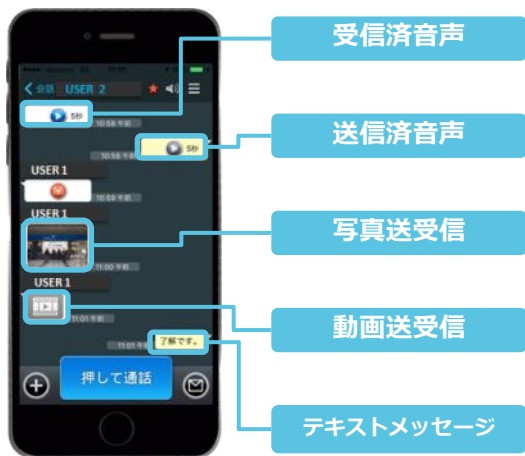 受信済音声
会話 USER 2
5秒
10:58 午前
送信済音声
5秒
10:58 午前
USER 1
10:59 午前
USER 1
写真送受信
11:00 午前
USER 1
動画送受信
11:01 午前
了解です。
11:01 午前
押して通話
テキストメッセージ